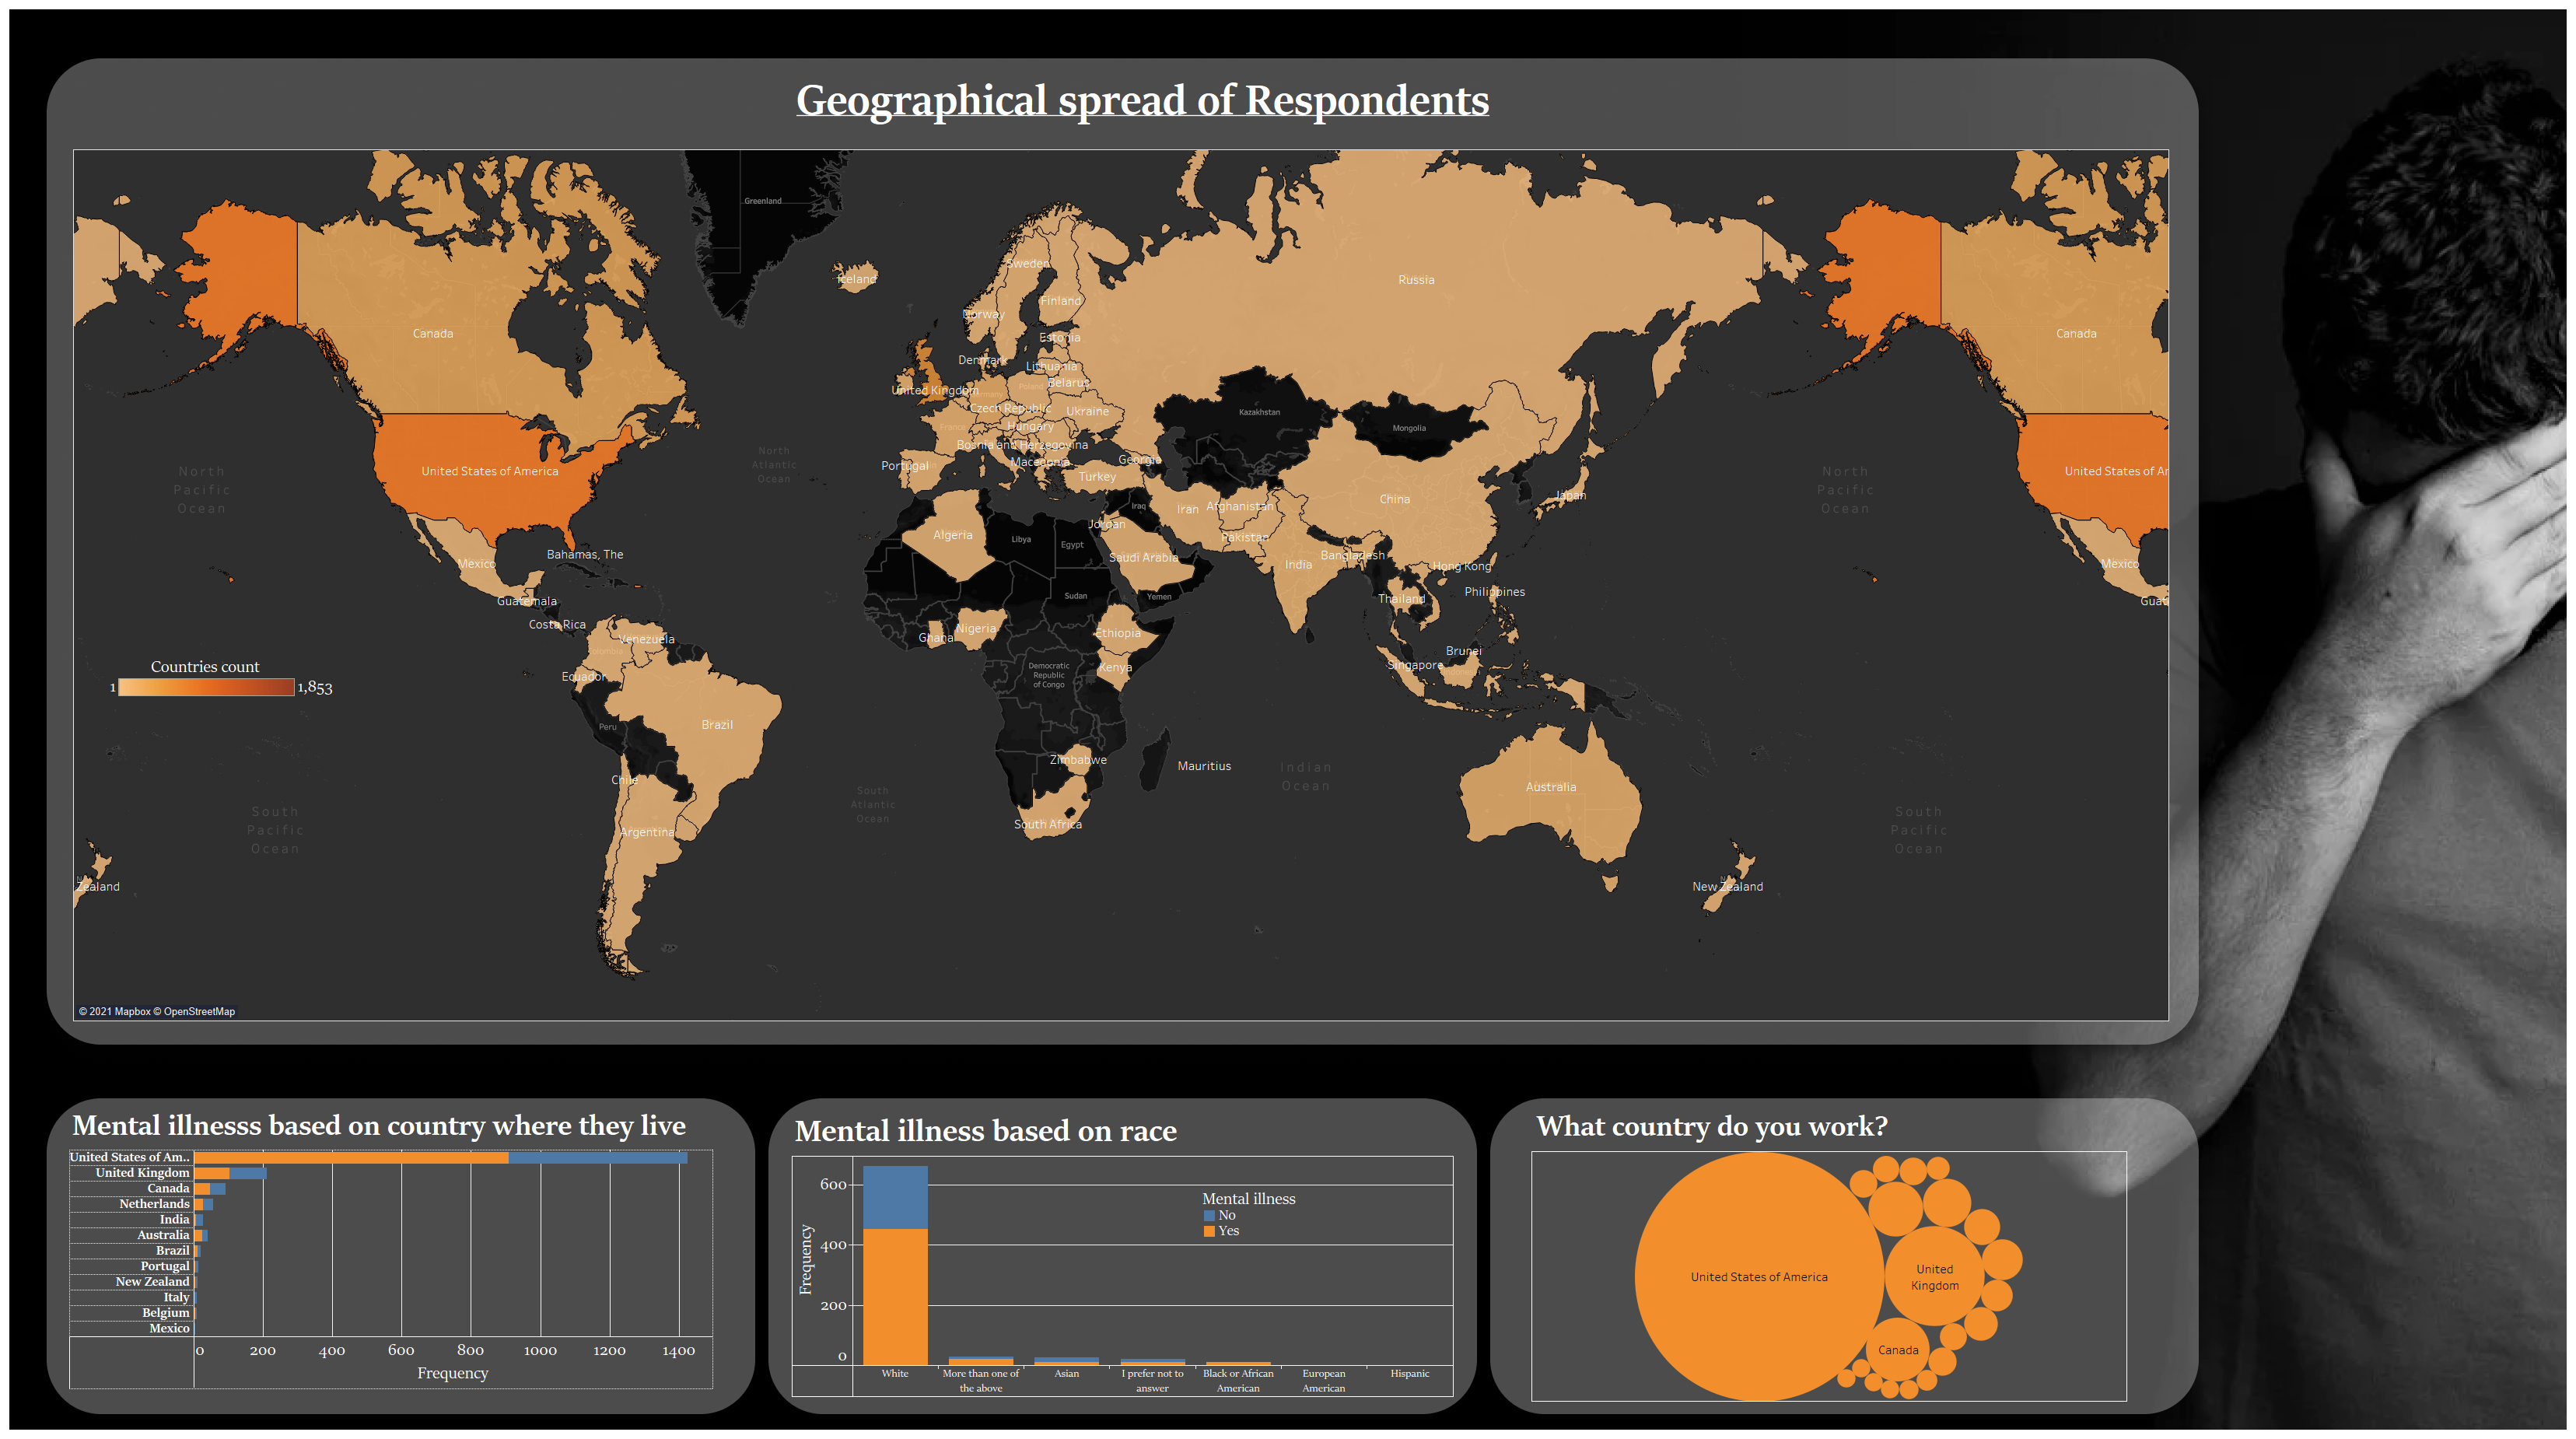 Geographical spread of Respondents
Greenland
Iceland
Sweden
Finland
Norway
Russia
Canada
Canada
Estonia
Denmark
Lithuania
Belarus
Poland
United Kingdom
Germany
Czech Republic
Ukraine
Kazakhstan
France
Hungary
Mongolia
Bosnia and Herzegovina
Macedonia
Georgia
Portugal
Turkey
United States of America
United States of Ar
North
Pacific
Ocean
North
Atlantic
Ocean
North
Pacific
Ocean
China
Japan
Iraq
Iran
Afghanistan
Jordan
Algeria
Libya
Egypt
Pakistan
Saudi Arabia
Bahamas, The
Bangladesh
India
Hong Kong
Mexico
Mexico
Sudan
Yemen
Thailand
Philippines
Guatemala
Guat
Costa Rica
Nigeria
Ghana
Ethiopia
Venezuela
Colombia
Brunei
Singapore
Kenya
Democratic
Republic
of Congo
Ecuador
Countries count
1
1,853
Brazil
Peru
Zimbabwe
Mauritius
Indian
Ocean
Chile
Australia
South
Atlantic
Ocean
South
Pacific
Ocean
South
Pacific
Ocean
South Africa
Argentina
Zealand
New Zealand
© 2021 Mapbox © OpenStreetMap
Mental illnesss based on country where they live
United States of Am..
United Kingdom
Canada
Netherlands
India
Australia
Brazil
Portugal
New Zealand
Italy
Belgium
Mexico
0 200 400 600 800 1000 1200 1400
Frequency
Mental illness based on race
Frequency
600
400
200
0
Mental illness
No
Yes
White
More than one of
the above
Asian
I prefer not to
answer
Black or African
American
European
American
Hispanic
What country do you work?
United States of America
United
Kingdom
Canada